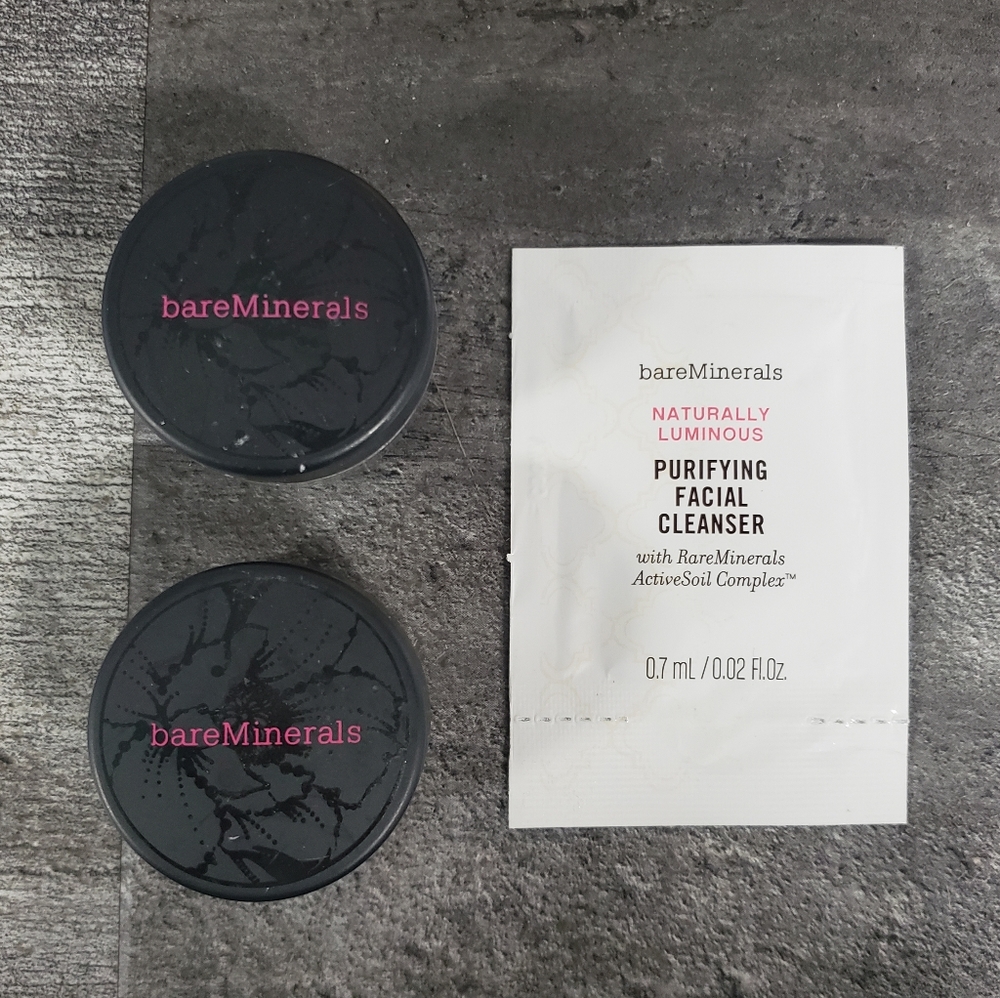 bareMinerals
bareMinerals
bareMinerals
NATURALLY
LUMINOUS
PURIFYING
FACIAL
CLEANSER
with RareMinerals
ActiveSoil Complex™
0.7 mL / 0.02 Fl.Oz.